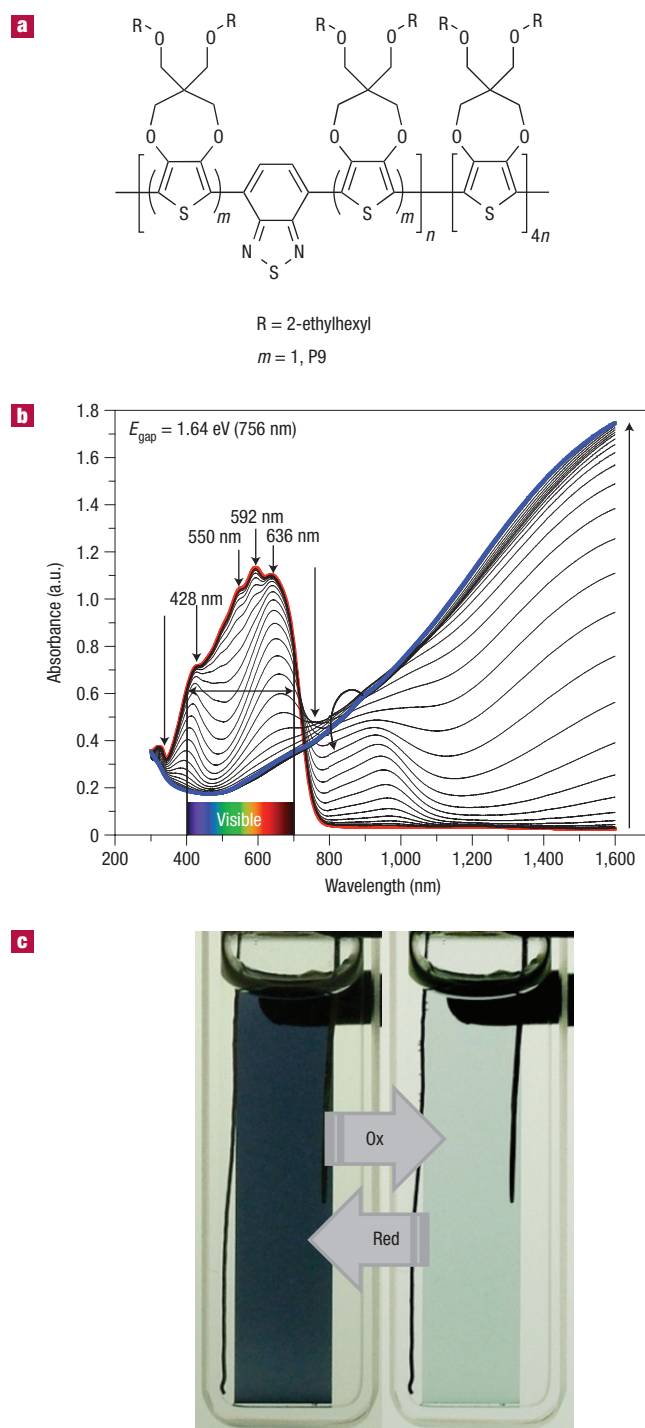 a
R R R R R R
O O O O O O
O O O O O O
S m N N S S m n S 4n
R = 2-ethylhexyl
m = 1, P9
b
E_gap = 1.64 eV (756 nm)
1.8
1.6
1.4
1.2
1.0
0.8
0.6
0.4
0.2
0
Absorbance (a.u.)
592 nm
550 nm 636 nm
428 nm
Visible
200 400 600 800 1,000 1,200 1,400 1,600
Wavelength (nm)
c
Ox
Red